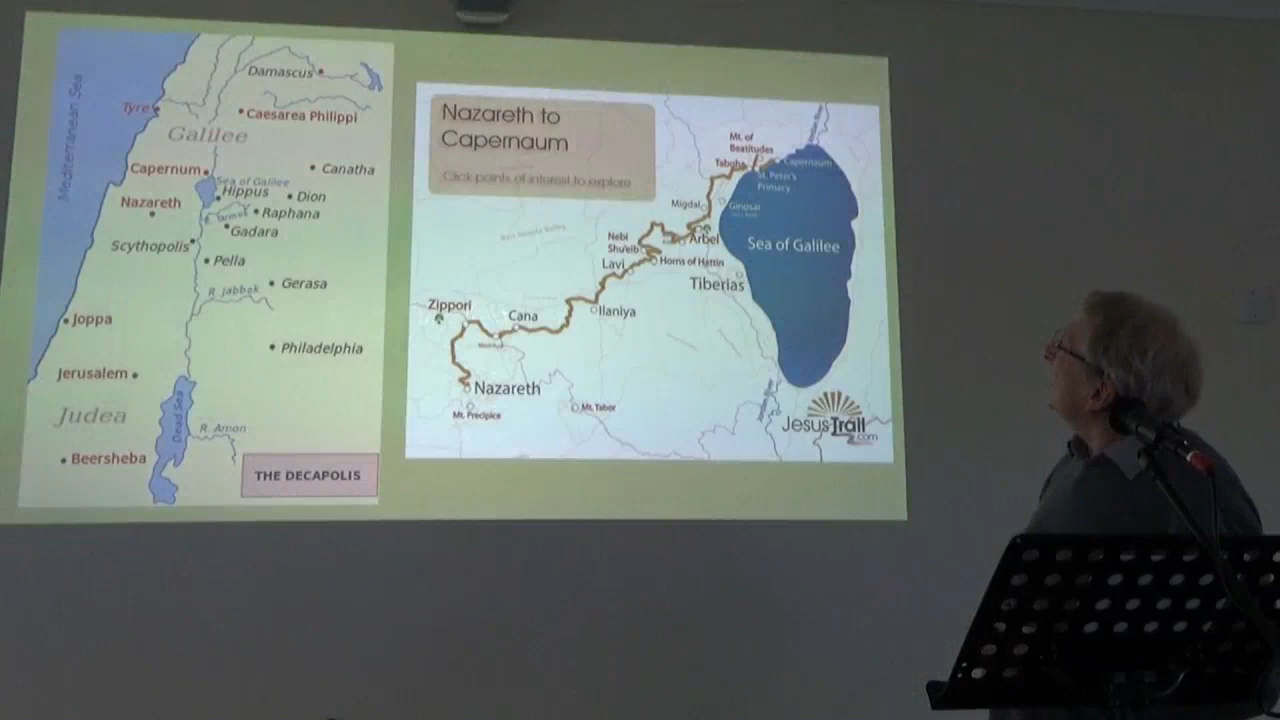 Mediterranean Sea
Damascus
Tyre
Caesarea Philippi
Galilee
Capernum
Canatha
Sea of Galilee
Hippus
Dion
Nazareth
R. Yarmuk
Raphana
Gadara
Scythopolis
Pella
R. Jabbok
Gerasa
Joppa
Philadelphia
Jerusalem
Judea
Dead Sea
R. Arnon
Beersheba
THE DECAPOLIS
Nazareth to
Capernaum
Click points of interest to explore
Mt. of
Beatitudes
Tabgha
Capernaum
St. Peter's
Primacy
Migdal
Ginosar
Nebi
Shu'eib
Arbel
Sea of Galilee
Lavi
Horns of Hattin
Tiberias
Zippori
Cana
Ilaniya
Nazareth
Mt. Precipice
Mt. Tabor
JesusTrail
.com